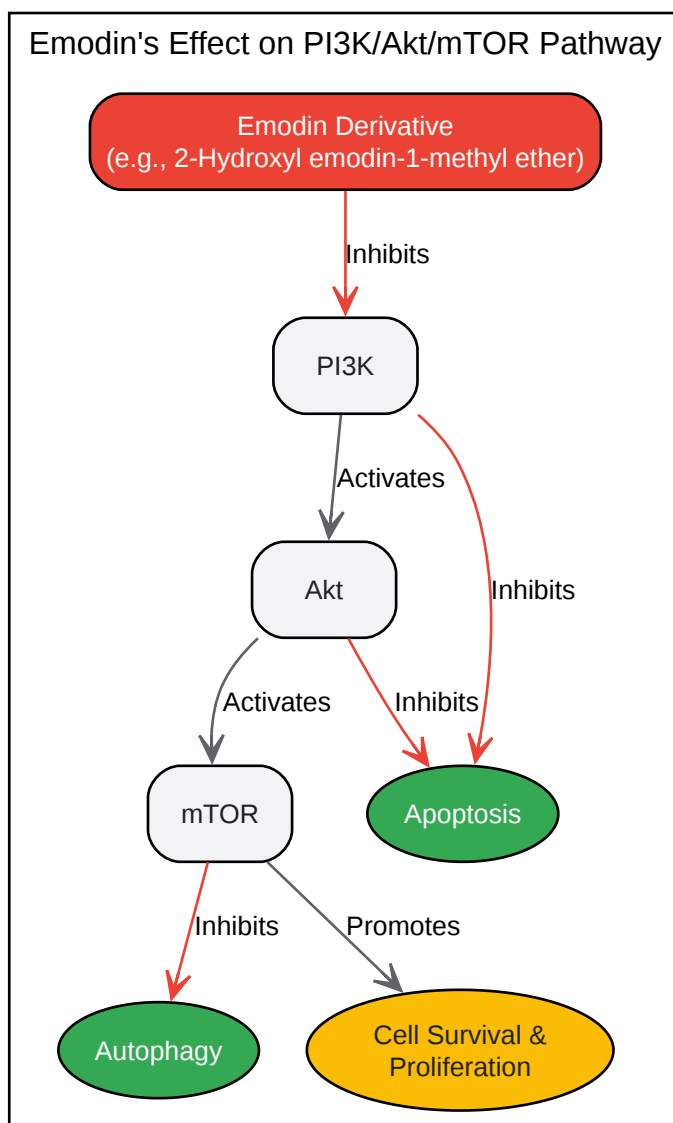 Emodin's Effect on PI3K/Akt/mTOR Pathway
Emodin Derivative
(e.g., 2-Hydroxyl emodin-1-methyl ether)
Inhibits
PI3K
Activates
Akt
Inhibits
Activates
Inhibits
mTOR
Apoptosis
Inhibits
Promotes
Autophagy
Cell Survival &
Proliferation